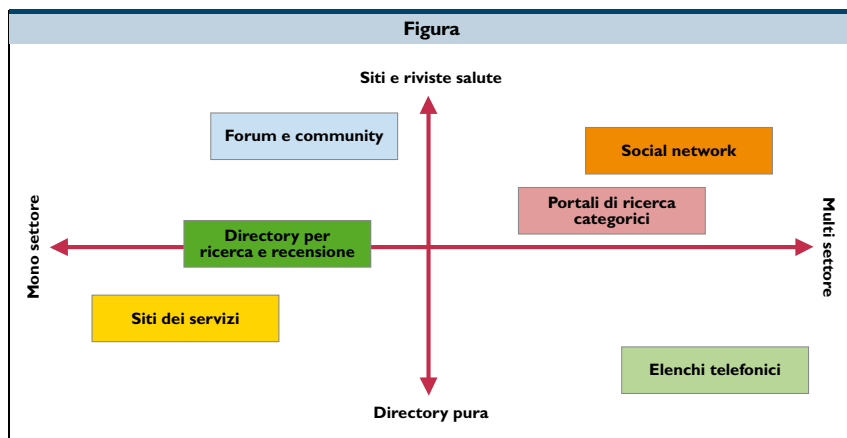 Figura
Siti e riviste salute
Forum e community
Social network
Portali di ricerca
categorici
Mono settore
Directory per
ricerca e recensione
Multi settore
Siti dei servizi
Elenchi telefonici
Directory pura